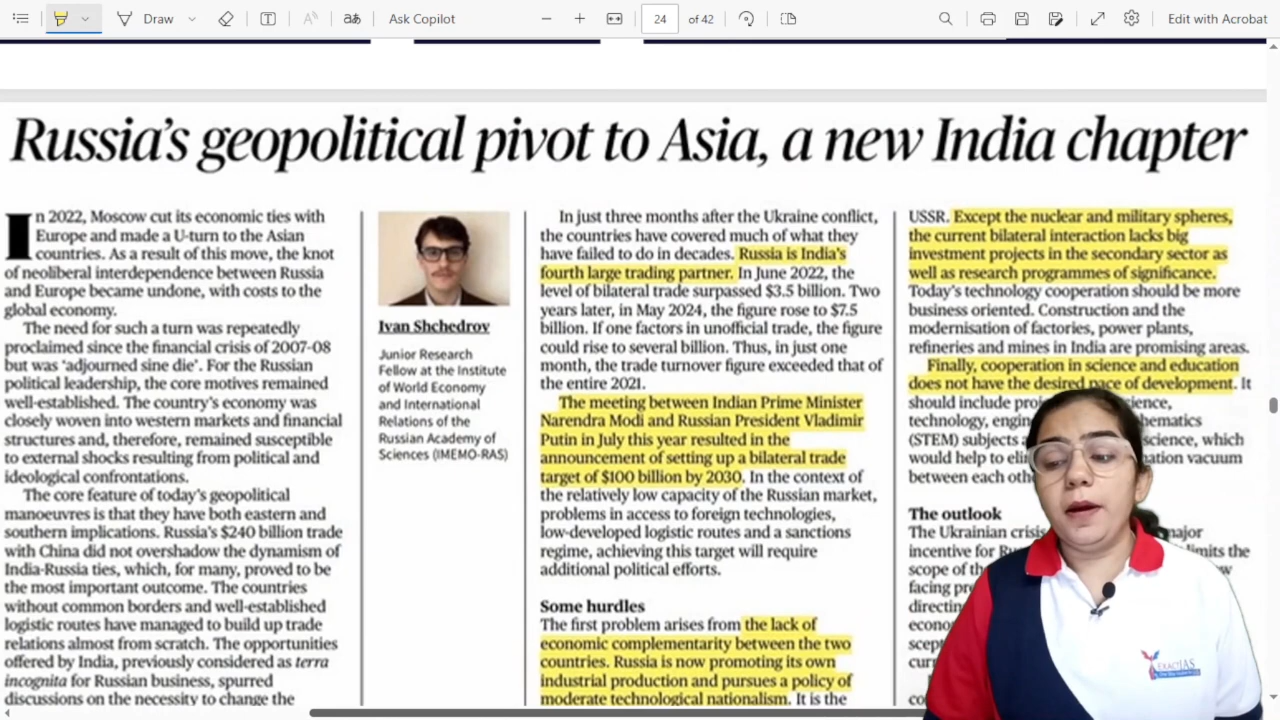 Draw
Ask Copilot
24
of 42
Edit with Acrobat
Russia's geopolitical pivot to Asia, a new India chapter
In 2022, Moscow cut its economic ties with
Europe and made a U-turn to the Asian
countries. As a result of this move, the knot
of neoliberal interdependence between Russia
and Europe became undone, with costs to the
global economy.
The need for such a turn was repeatedly
proclaimed since the financial crisis of 2007-08
but was 'adjourned sine die'. For the Russian
political leadership, the core motives remained
well-established. The country's economy was
closely woven into western markets and financial
structures and, therefore, remained susceptible
to external shocks resulting from political and
ideological confrontations.
The core feature of today's geopolitical
manoeuvres is that they have both eastern and
southern implications. Russia's $240 billion trade
with China did not overshadow the dynamism of
India-Russia ties, which, for many, proved to be
the most important outcome. The countries
without common borders and well-established
logistic routes have managed to build up trade
relations almost from scratch. The opportunities
offered by India, previously considered as terra
incognita for Russian business, spurred
discussions on the necessity to change the
Ivan Shchedrov
Junior Research
Fellow at the Institute
of World Economy
and International
Relations of the
Russian Academy of
Sciences (IMEMO-RAS)
In just three months after the Ukraine conflict,
the countries have covered much of what they
have failed to do in decades. Russia is India's
fourth large trading partner. In June 2022, the
level of bilateral trade surpassed $3.5 billion. Two
years later, in May 2024, the figure rose to $7.5
billion. If one factors in unofficial trade, the figure
could rise to several billion. Thus, in just one
month, the trade turnover figure exceeded that of
the entire 2021.
The meeting between Indian Prime Minister
Narendra Modi and Russian President Vladimir
Putin in July this year resulted in the
announcement of setting up a bilateral trade
target of $100 billion by 2030. In the context of
the relatively low capacity of the Russian market,
problems in access to foreign technologies,
low-developed logistic routes and a sanctions
regime, achieving this target will require
additional political efforts.
Some hurdles
The first problem arises from the lack of
economic complementarity between the two
countries. Russia is now promoting its own
industrial production and pursues a policy of
moderate technological nationalism. It is the
USSR. Except the nuclear and military spheres,
the current bilateral interaction lacks big
investment projects in the secondary sector as
well as research programmes of significance.
Today's technology cooperation should be more
business oriented. Construction and the
modernisation of factories, power plants,
refineries and mines in India are promising areas.
Finally, cooperation in science and education
does not have the desired pace of development. It
should include
technology,
(STEM) subjects science, which
would help to vacuum
between each
The outlook
The Ukrainian major
incentive for limits the
scope of
facing
EXACT IAS